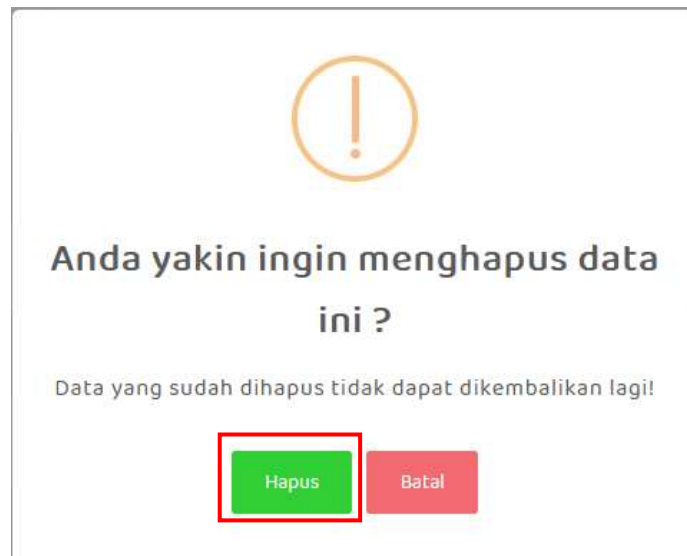 Anda yakin ingin menghapus data
ini ?
Data yang sudah dihapus tidak dapat dikembalikan lagi!
Hapus
Batal